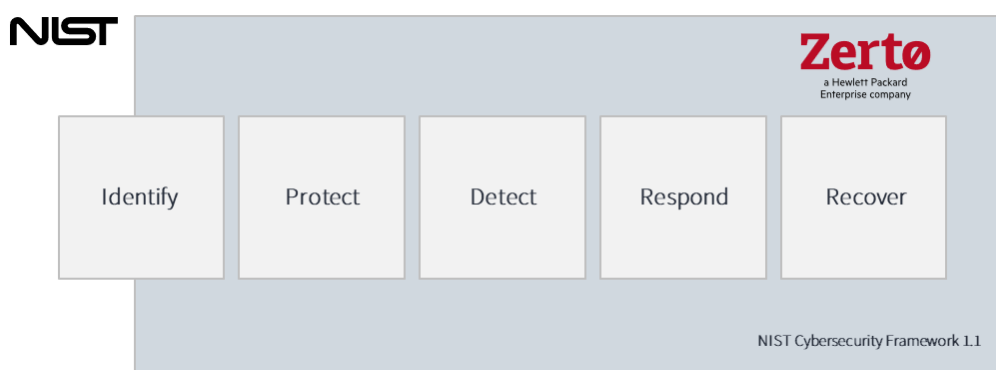 NIST
Zertø
a Hewlett Packard
Enterprise company
Identify
Protect
Detect
Respond
Recover
NIST Cybersecurity Framework 1.1